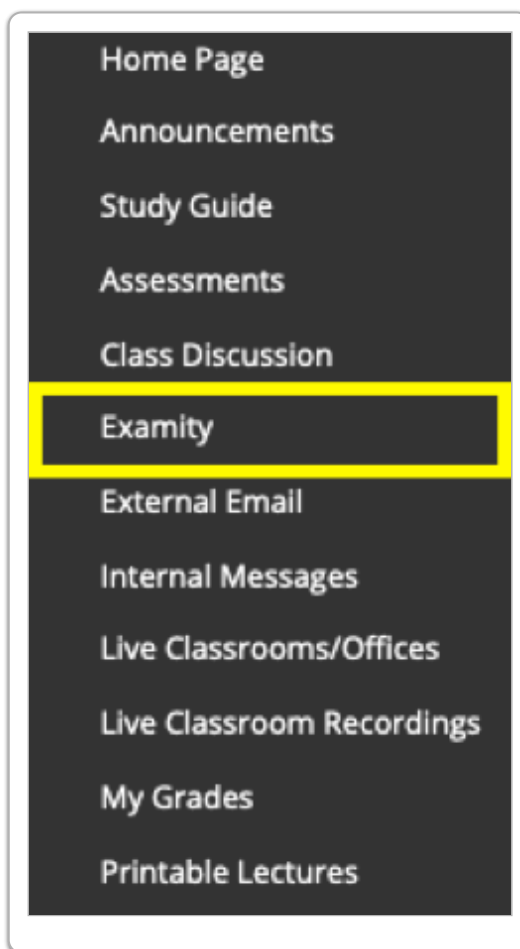 Home Page
Announcements
Study Guide
Assessments
Class Discussion
Examity
External Email
Internal Messages
Live Classrooms/Offices
Live Classroom Recordings
My Grades
Printable Lectures